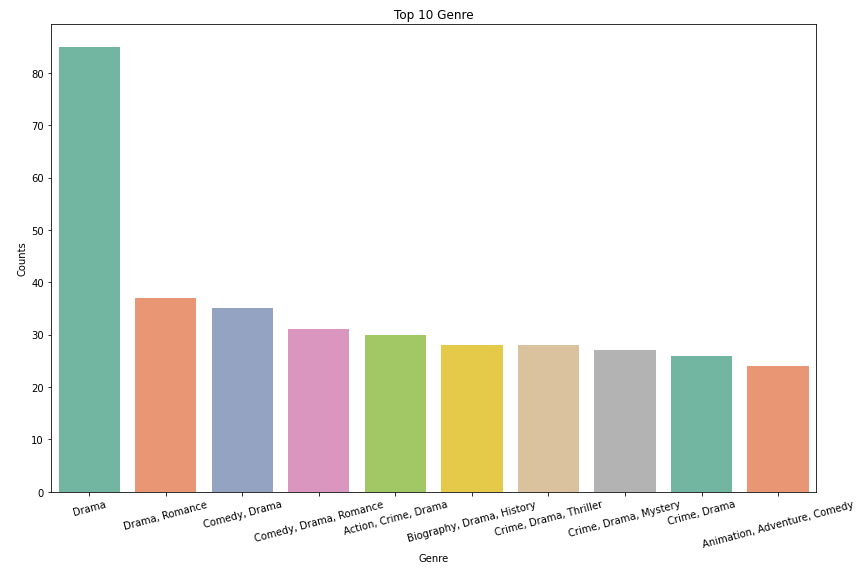 Top 10 Genre
Counts
80
70
60
50
40
30
20
10
0
Drama
Drama, Romance
Comedy, Drama
Comedy, Drama, Romance
Action, Crime, Drama
Biography, Drama, History
Crime, Drama, Thriller
Crime, Drama, Mystery
Crime, Drama
Animation, Adventure, Comedy
Genre